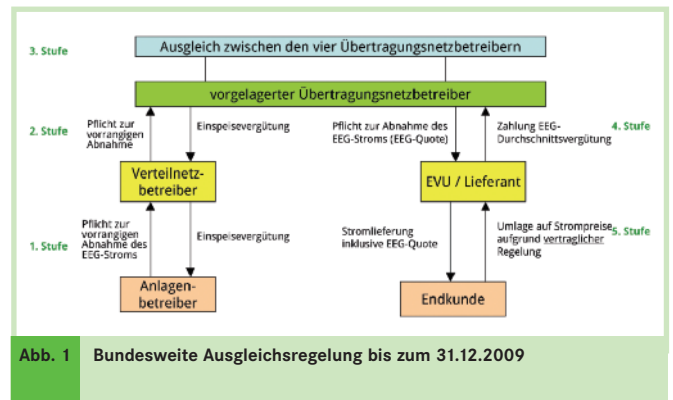 3. Stufe
Ausgleich zwischen den vier Übertragungsnetzbetreibern
vorgelagerter Übertragungsnetzbetreiber
2. Stufe
Pflicht zur
vorrangigen
Abnahme
Einspeisevergütung
Pflicht zur Abnahme des
EEG-Stroms (EEG-Quote)
Zahlung EEG-
Durchschnittsvergütung
4. Stufe
Verteilnetz-
betreiber
EVU / Lieferant
1. Stufe
Pflicht zur
vorrangigen
Abnahme des
EEG-Stroms
Einspeisevergütung
Stromlieferung
inklusive EEG-Quote
Umlage auf Strompreise
aufgrund vertraglicher
Regelung
5. Stufe
Anlagen-
betreiber
Endkunde
Abb. 1 Bundesweite Ausgleichsregelung bis zum 31.12.2009